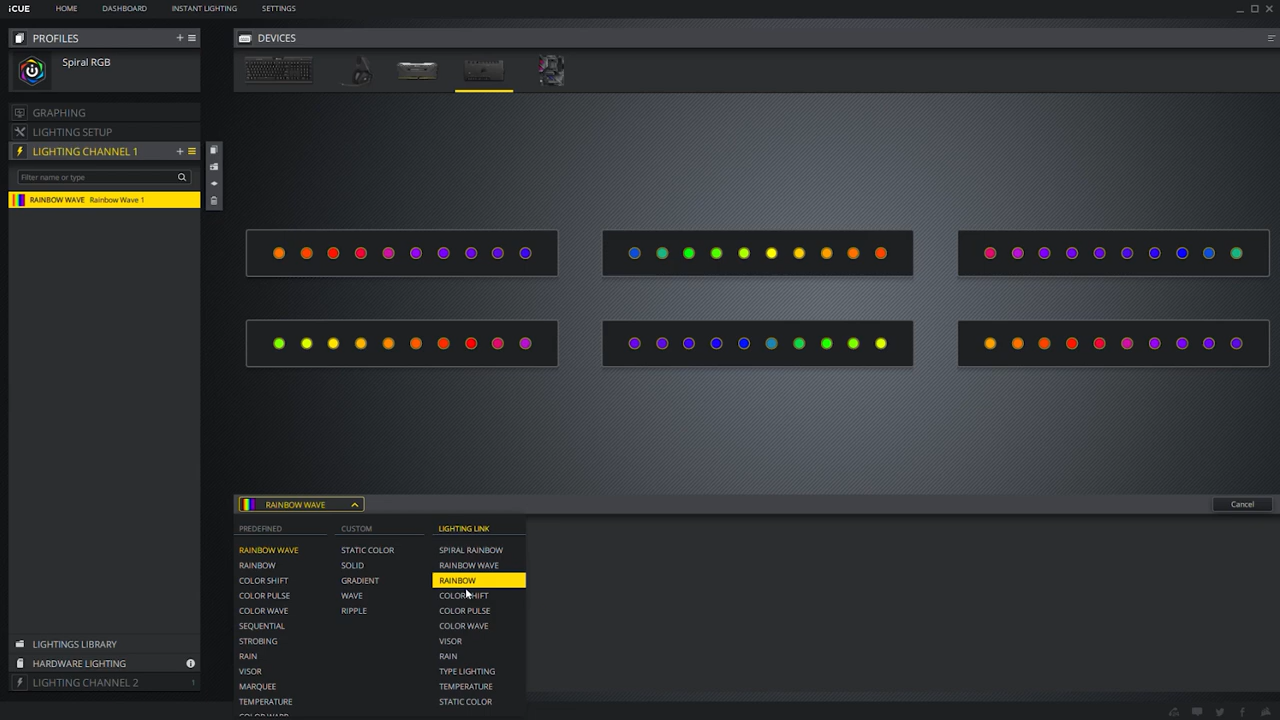 iCUE HOME DASHBOARD INSTANT LIGHTING SETTINGS
PROFILES
DEVICES
Spiral RGB
GRAPHING
LIGHTING SETUP
LIGHTING CHANNEL 1
Filter name or type
RAINBOW WAVE Rainbow Wave 1
LIGHTINGS LIBRARY
HARDWARE LIGHTING
LIGHTING CHANNEL 2 1
RAINBOW WAVE
Cancel
PREDEFINED
RAINBOW WAVE
RAINBOW
COLOR SHIFT
COLOR PULSE
COLOR WAVE
SEQUENTIAL
STROBING
RAIN
VISOR
MARQUEE
TEMPERATURE
COLOR WARP
CUSTOM
STATIC COLOR
SOLID
GRADIENT
WAVE
RIPPLE
LIGHTING LINK
SPIRAL RAINBOW
RAINBOW WAVE
RAINBOW
COLOR SHIFT
COLOR PULSE
COLOR WAVE
VISOR
RAIN
TYPE LIGHTING
TEMPERATURE
STATIC COLOR